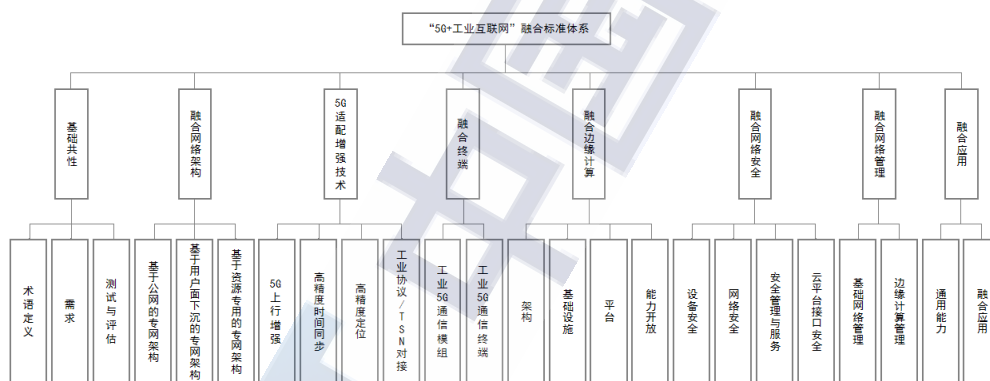 “5G+工业互联网”融合标准体系
基础共性
融合网络架构
5G适配增强技术
融合终端
融合边缘计算
融合网络安全
融合网络管理
融合应用
术语定义
需求
测试与评估
基于公网的专网架构
基于用户面下沉的专网架构
基于资源专用的专网架构
5G上行增强
高精度时间同步
高精度定位
工业协议/TSN对接
工业5G通信模组
工业5G通信终端
架构
基础设施
平台
能力开放
设备安全
网络安全
安全管理与服务
云平台接口安全
基础网络管理
边缘计算管理
通用能力
融合应用